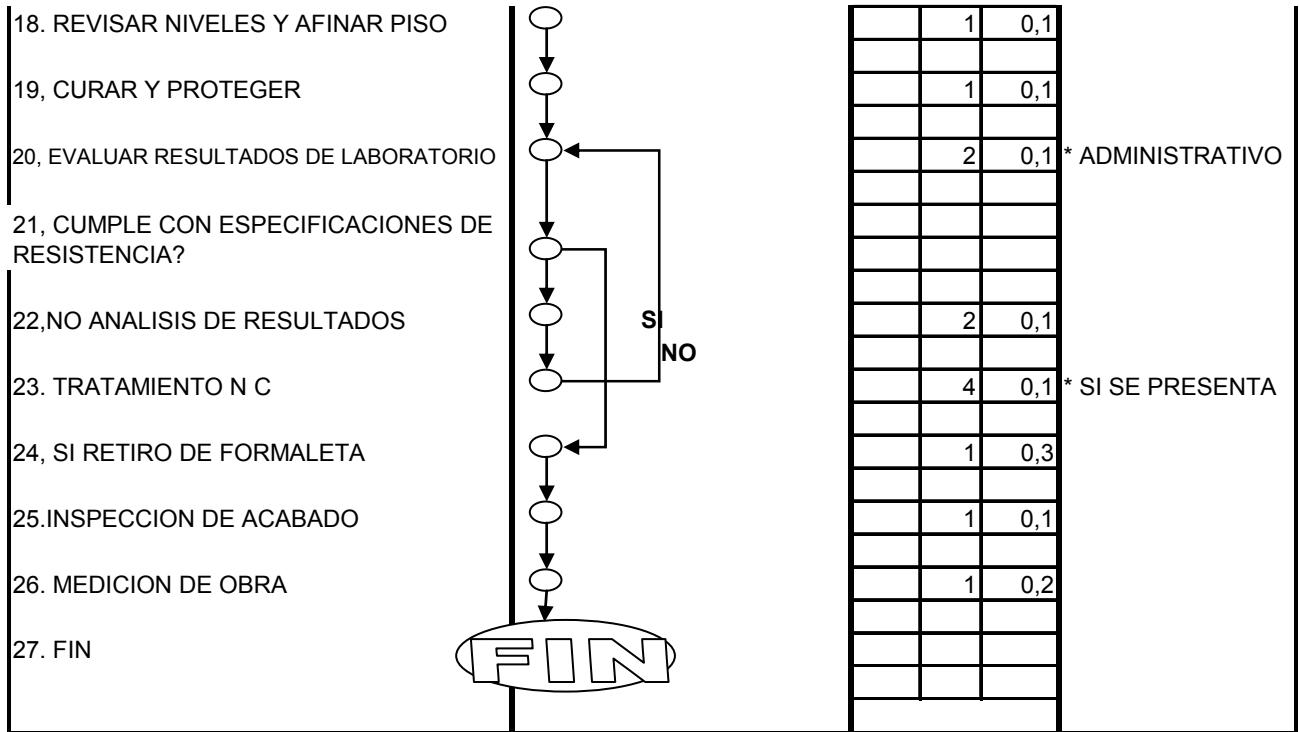 18. REVISAR NIVELES Y AFINAR PISO 1 0,1
19, CURAR Y PROTEGER 1 0,1
20, EVALUAR RESULTADOS DE LABORATORIO 2 0,1 * ADMINISTRATIVO
21, CUMPLE CON ESPECIFICACIONES DE
RESISTENCIA?
22,NO ANALISIS DE RESULTADOS SI 2 0,1
NO
23. TRATAMIENTO N C 4 0,1 * SI SE PRESENTA
24, SI RETIRO DE FORMALETA 1 0,3
25.INSPECCION DE ACABADO 1 0,1
26. MEDICION DE OBRA 1 0,2
27. FIN FIN